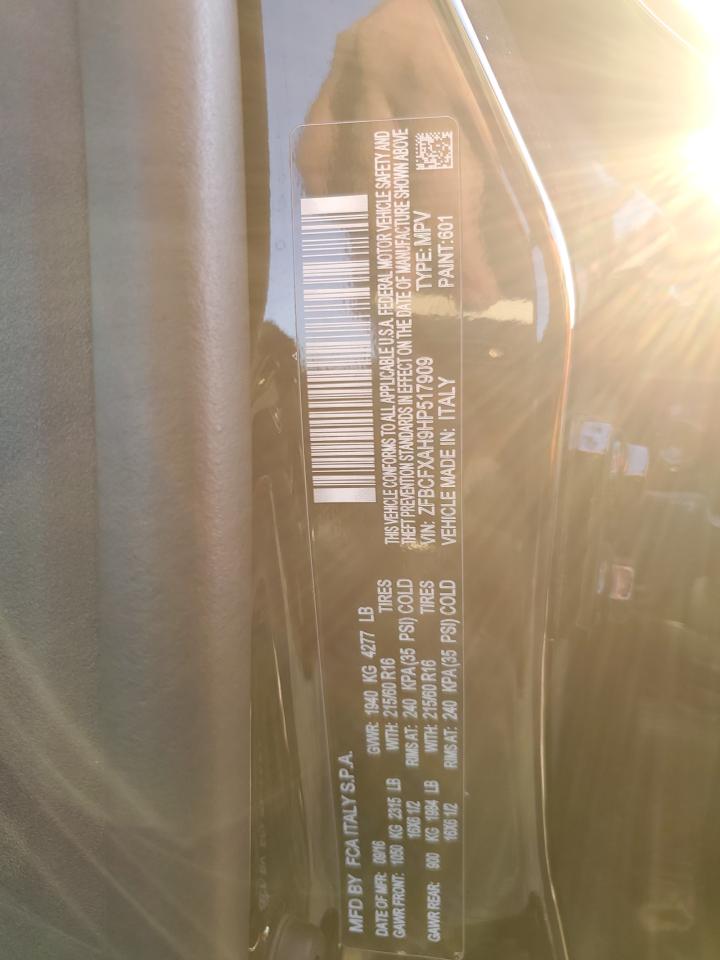 MFD BY FCA ITALY S.P.A.
DATE OF MFR: 09/16 GVWR: 1940 KG 4277 LB
GAWR FRONT: 1050 KG 2315 LB WITH: 215/60 R16 TIRES
16X6 1/2 RIMS AT: 240 KPA (35 PSI) COLD
GAWR REAR: 900 KG 1984 LB WITH: 215/60 R16 TIRES
16X6 1/2 RIMS AT: 240 KPA (35 PSI) COLD
THIS VEHICLE CONFORMS TO ALL APPLICABLE U.S.A. FEDERAL MOTOR VEHICLE SAFETY AND
THEFT PREVENTION STANDARDS IN EFFECT ON THE DATE OF MANUFACTURE SHOWN ABOVE
VIN: ZFBCFXAH9HP517909 TYPE: MPV
VEHICLE MADE IN: ITALY PAINT: 601